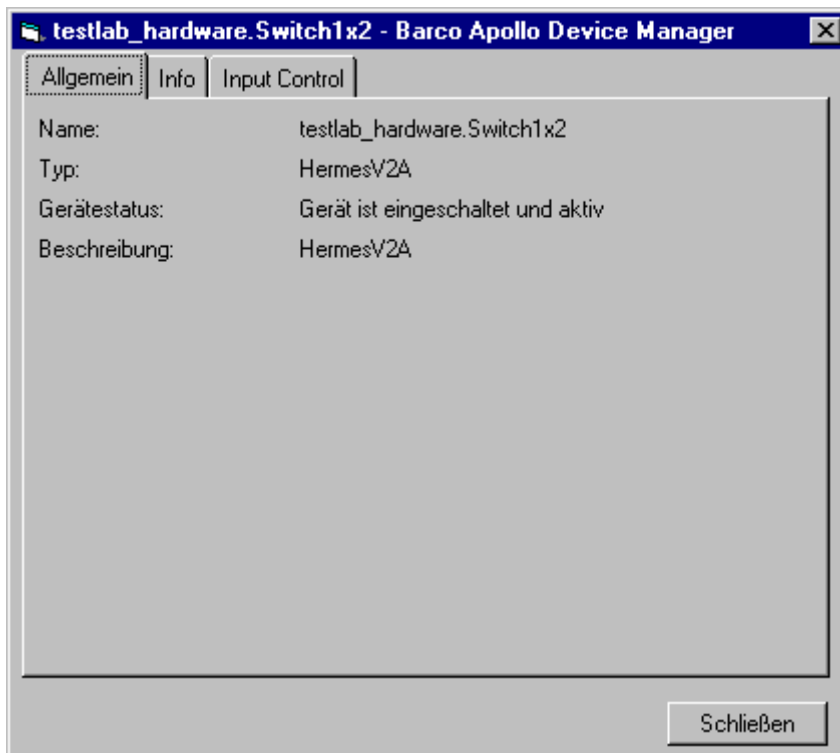 testlab_hardware.Switch1x2 - Barco Apollo Device Manager
Allgemein Info Input Control
Name: testlab_hardware.Switch1x2
Typ: HermesV2A
Gerätestatus: Gerät ist eingeschaltet und aktiv
Beschreibung: HermesV2A
Schließen